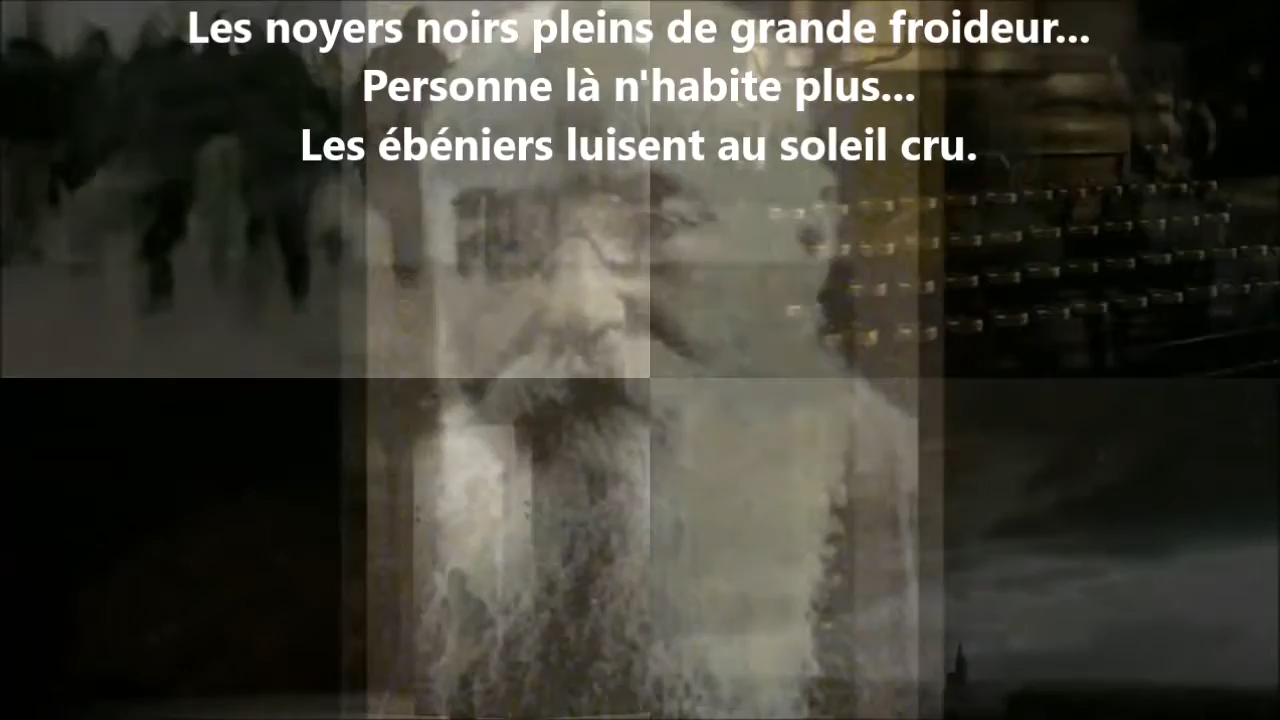 Les noyers noirs pleins de grande froideur...
Personne là n'habite plus...
Les ébéniers luisent au soleil cru.